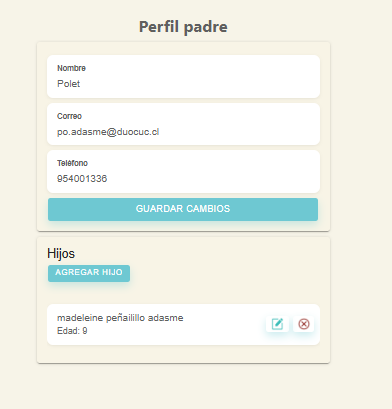 Perfil padre
Nombre
Polet
Correo
po.adasme@duocuc.cl
Teléfono
954001336
GUARDAR CAMBIOS
Hijos
AGREGAR HIJO
madeleine peñailillo adasme
Edad: 9